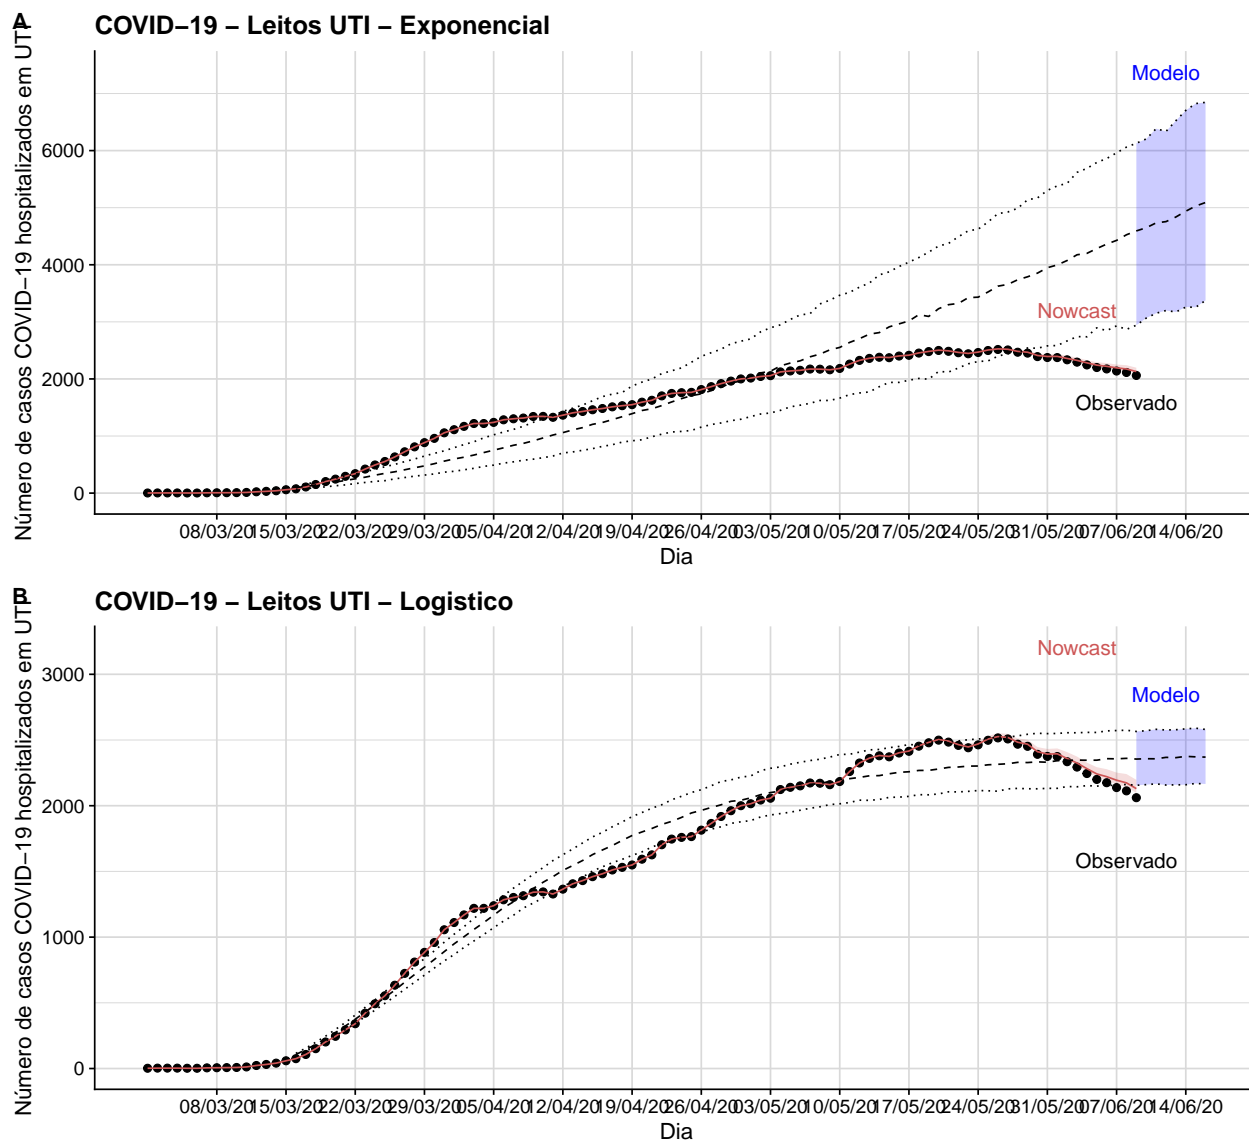 A
COVID−19 − Leitos UTI − Exponencial
Número de casos COVID−19 hospitalizados em UTI
Modelo
6000
4000
Nowcast
2000
Observado
0
08/03/20 15/03/20 22/03/20 29/03/20 05/04/20 12/04/20 19/04/20 26/04/20 03/05/20 10/05/20 17/05/20 24/05/20 31/05/20 07/06/20 14/06/20
Dia
B
COVID−19 − Leitos UTI − Logistico
Número de casos COVID−19 hospitalizados em UTI
Nowcast
3000
Modelo
2000
Observado
1000
0
08/03/20 15/03/20 22/03/20 29/03/20 05/04/20 12/04/20 19/04/20 26/04/20 03/05/20 10/05/20 17/05/20 24/05/20 31/05/20 07/06/20 14/06/20
Dia